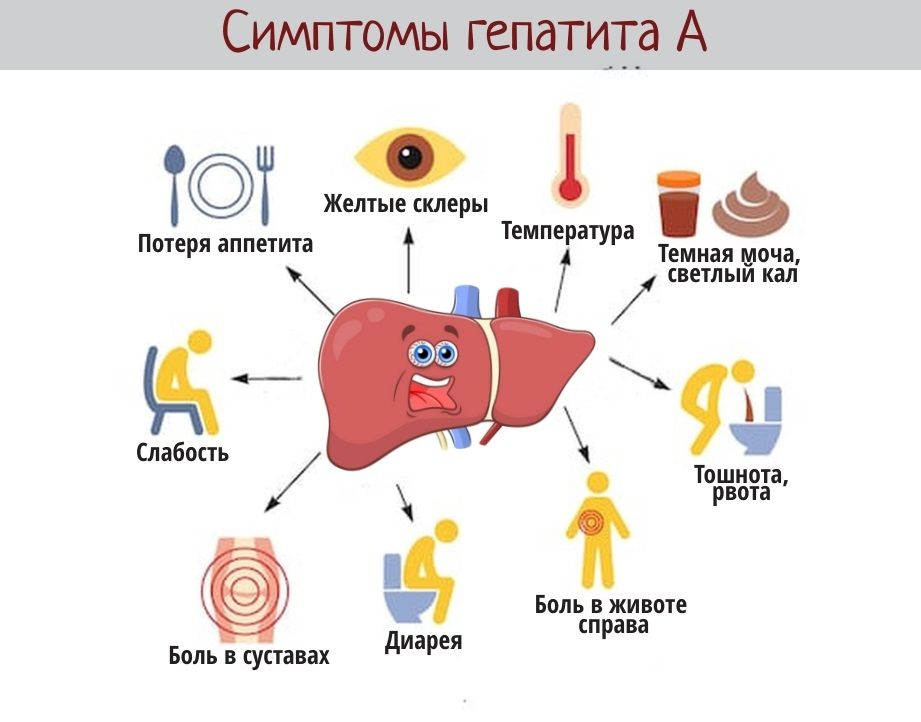 Симптомы гепатита А
Желтые склеры
Температура
Потеря аппетита
Темная моча,
светлый кал
Слабость
Тошнота,
рвота
Боль в животе
справа
Диарея
Боль в суставах